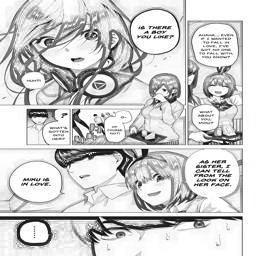 AHHHH... EVEN
IF I WANTED
TO FALL IN
LOVE, I'VE
GOT NO ONE
TO FALL
WITH, YOU
KNOW?
IS THERE
A BOY
YOU LIKE?
HUH?!
WHAT
ABOUT
YOU,
MIKU?
OF
COURSE
NOT!
?
WHAT'S
GOTTEN
INTO
HER?
AS HER
SISTER, I
CAN TELL
FROM THE
LOOK ON
HER FACE.
MIKU IS
IN LOVE.